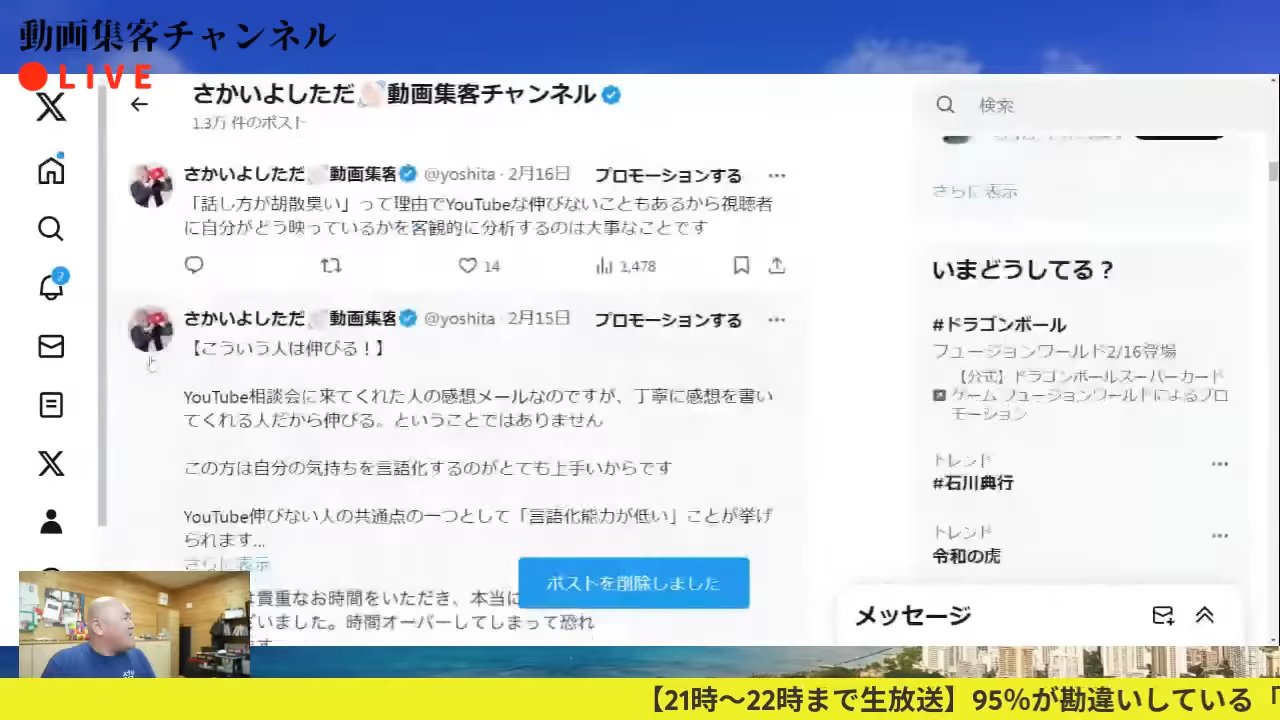 動画集客チャンネル
LIVE
さかいよしただ 動画集客チャンネル
1.3万 件のポスト
検索
さらに表示
さかいよしただ 動画集客 @yoshita · 2月16日 プロモーションする
「話し方が胡散臭い」って理由でYouTubeな伸びないこともあるから視聴者
に自分がどう映っているかを客観的に分析するのは大事なことです
14 1,478
いまどうしてる?
#ドラゴンボール
フュージョンワールド2/16登場
【公式】ドラゴンボールスーパーカード
ゲーム フュージョンワールドによるプロ
モーション
さかいよしただ 動画集客 @yoshita · 2月15日 プロモーションする
【こういう人は伸びる!】
YouTube相談会に来てくれた人の感想メールなのですが、丁寧に感想を書い
てくれる人だから伸びる。ということではありません
この方は自分の気持ちを言語化するのがとても上手いからです
YouTube伸びない人の共通点の一つとして「言語化能力が低い」ことが挙げ
られます...
さらに表示
トレンド
#石川典行
トレンド
令和の虎
貴重なお時間をいただき、本当に
いました。時間オーバーしてしまって恐れ
ポストを削除しました
メッセージ
【21時〜22時まで生放送】95%が勘違いしている「